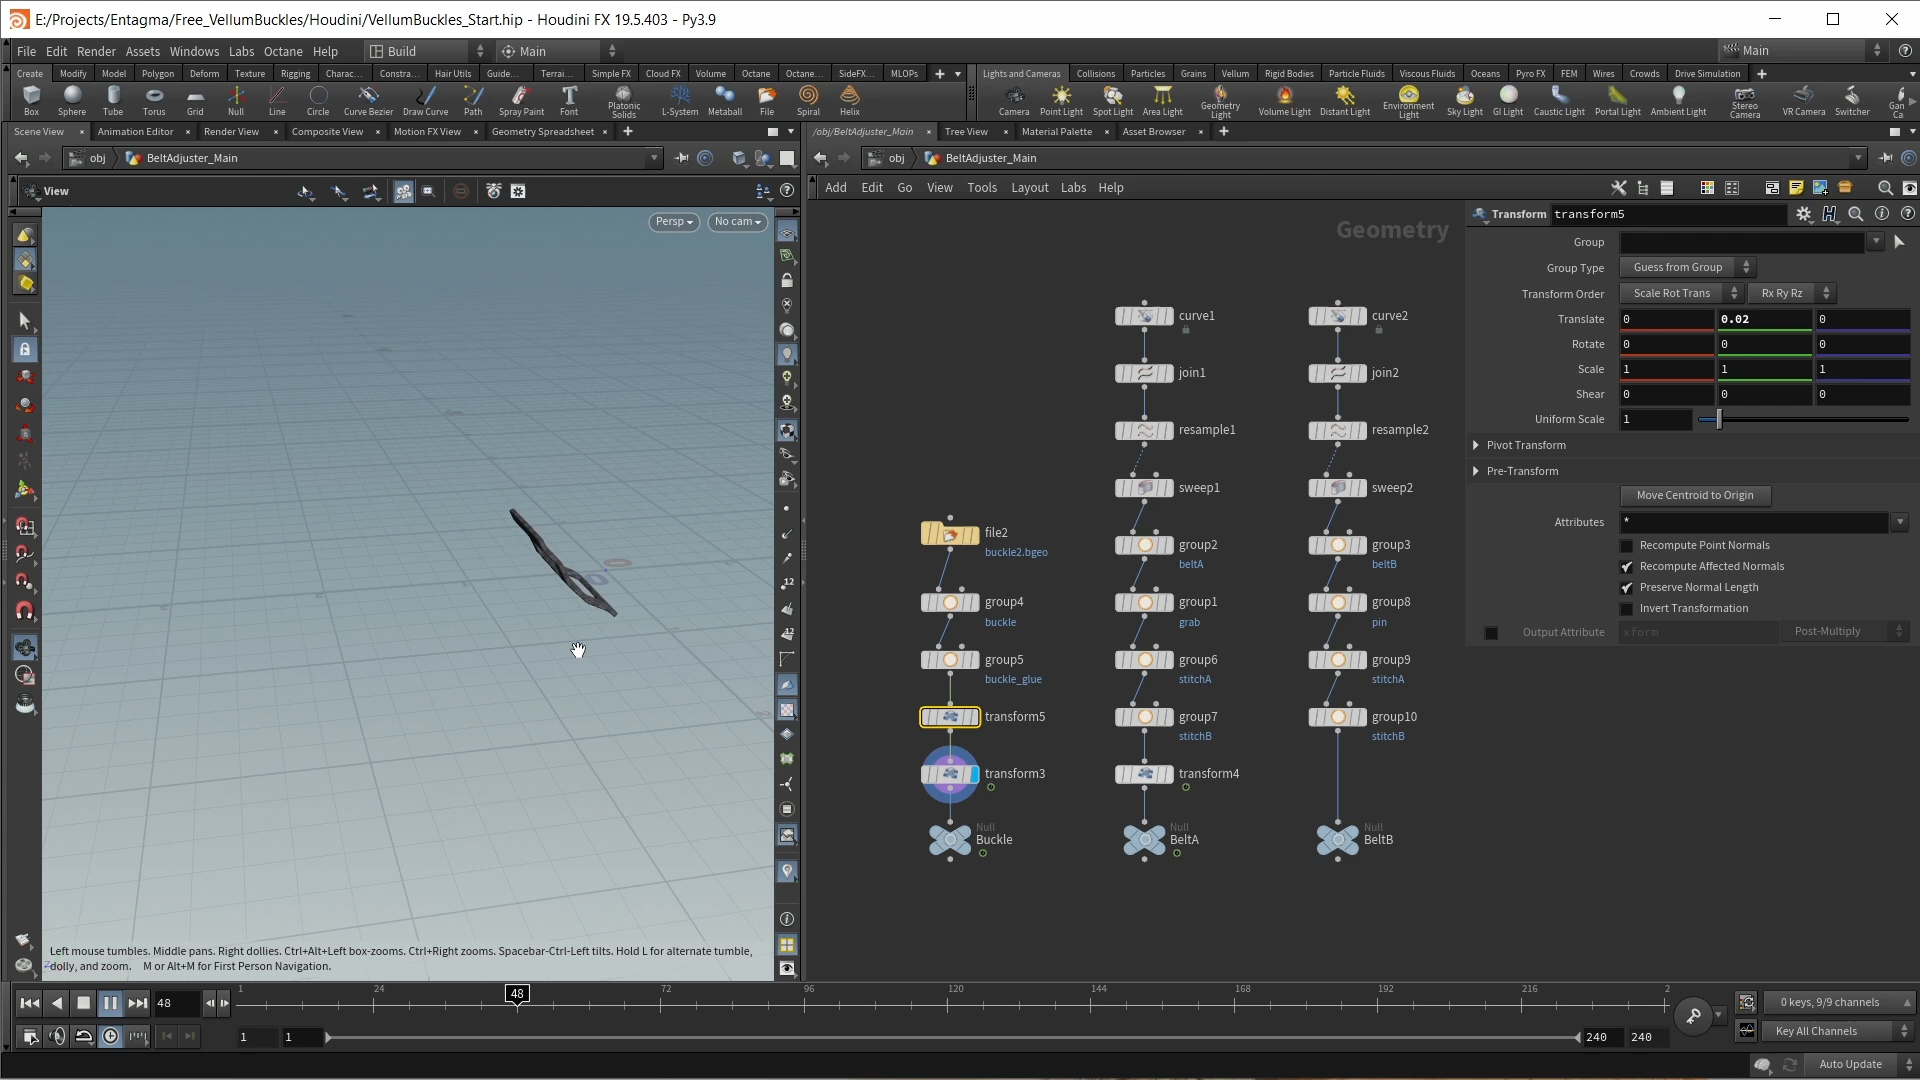 E:/Projects/Entagma/Free_VellumBuckles/Houdini/VellumBuckles_Start.hip - Houdini FX 19.5.403 - Py3.9
File Edit Render Assets Windows Labs Octane Help Build Main Main
Create Modify Model Polygon Deform Texture Rigging Charac... Constra... Hair Utils Guide... Terrai... Simple FX Cloud FX Volume Octane Octane... SideFX... MLOPs
Lights and Cameras Collisions Particles Grains Vellum Rigid Bodies Particle Fluids Viscous Fluids Oceans Pyro FX FEM Wires Crowds Drive Simulation
Box Sphere Tube Torus Grid Null Line Circle Curve Bezier Draw Curve Path Spray Paint Font Platonic Solids L-System Metaball File Spiral Helix
Camera Point Light Spot Light Area Light Geometry Light Volume Light Distant Light Environment Light Sky Light GI Light Caustic Light Portal Light Ambient Light Stereo Camera VR Camera Switcher Gan Ca
Scene View Animation Editor Render View Composite View Motion FX View Geometry Spreadsheet
/obj/BeltAdjuster_Main Tree View Material Palette Asset Browser
obj BeltAdjuster_Main
obj BeltAdjuster_Main
View
Add Edit Go View Tools Layout Labs Help
Persp No cam
Geometry
Transform transform5
Group
Group Type Guess from Group
Transform Order Scale Rot Trans Rx Ry Rz
Translate 0 0.02 0
Rotate 0 0 0
Scale 1 1 1
Shear 0 0 0
Uniform Scale 1
Pivot Transform
Pre-Transform
Move Centroid to Origin
Attributes *
Recompute Point Normals
Recompute Affected Normals
Preserve Normal Length
Invert Transformation
Output Attribute xform Post-Multiply
curve1 curve2
join1 join2
resample1 resample2
sweep1 sweep2
file2
buckle2.bgeo
group2 group3
beltA beltB
group4 group1 group8
buckle grab pin
group5 group6 group9
buckle_glue stitchA stitchA
transform5 group7 group10
stitchB stitchB
transform3 transform4
Null Null Null
Buckle BeltA BeltB
12
12
Left mouse tumbles. Middle pans. Right dollies. Ctrl+Alt+Left box-zooms. Ctrl+Right zooms. Spacebar-Ctrl-Left tilts. Hold L for alternate tumble,
dolly, and zoom. M or Alt+M for First Person Navigation.
48 1 24 48 72 96 120 144 168 192 216 2
0 keys, 9/9 channels
1 1 240 240
Key All Channels
Auto Update